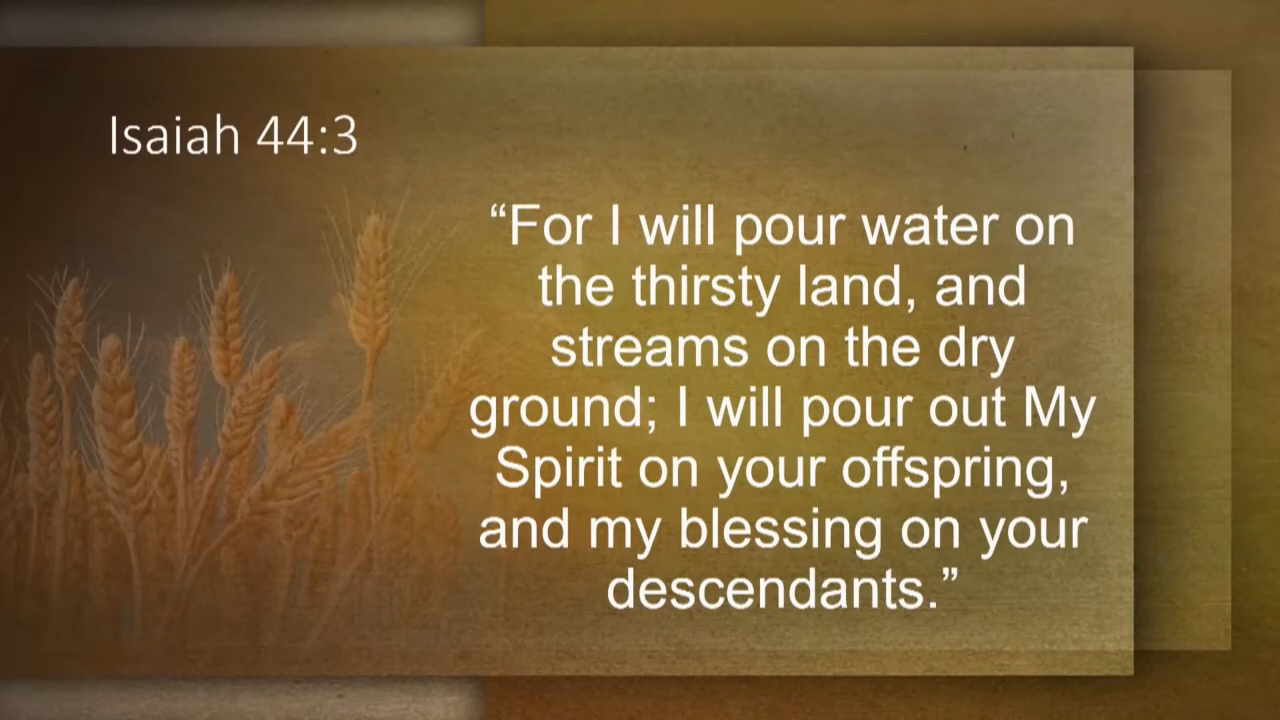 Isaiah 44:3
“For I will pour water on
the thirsty land, and
streams on the dry
ground; I will pour out My
Spirit on your offspring,
and my blessing on your
descendants.”